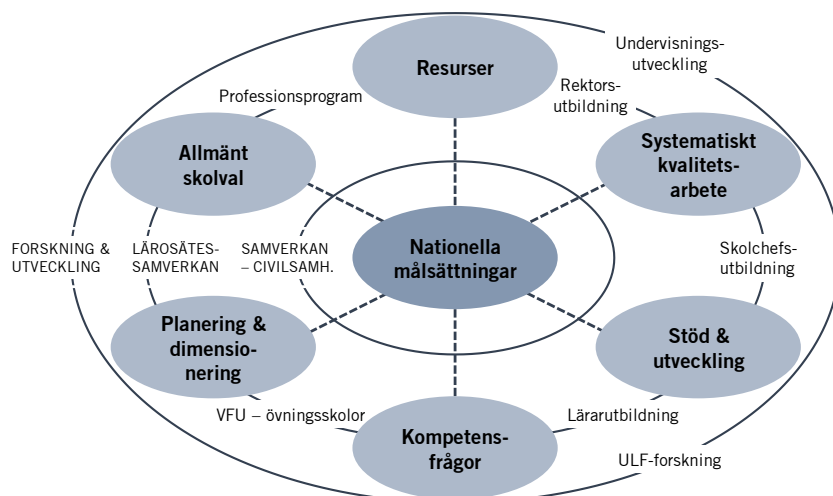 Undervisnings-
utveckling
Resurser
Rektors-
utbildning
Professionsprogram
Allmänt
skolval
Systematiskt
kvalitets-
arbete
FORSKNING &
UTVECKLING
LÄROSÄTES-
SAMVERKAN
SAMVERKAN
– CIVILSAMH.
Nationella
målsättningar
Skolchefs-
utbildning
Planering &
dimensio-
nering
Stöd &
utveckling
VFU – övningsskolor
Kompetens-
frågor
Lärarutbildning
ULF-forskning